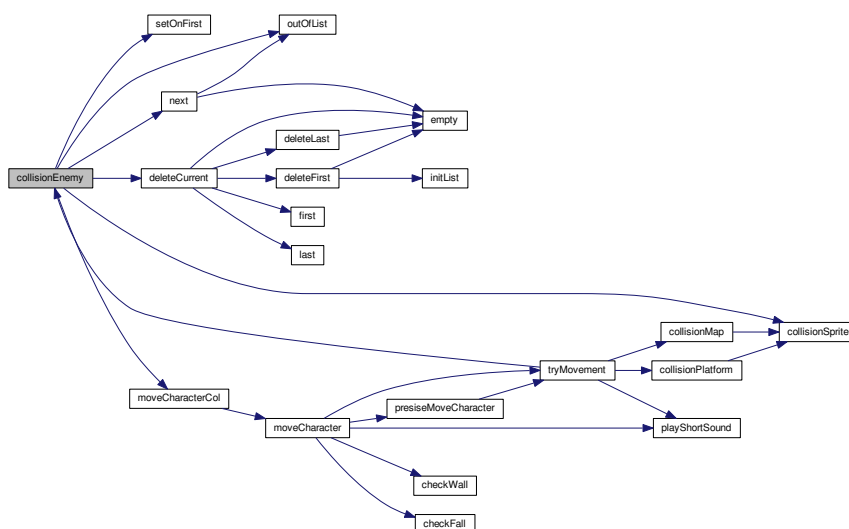 setOnFirst
outOfList
next
empty
deleteLast
collisionEnemy
deleteCurrent
deleteFirst
initList
first
last
collisionMap
collisionSprite
tryMovement
collisionPlatform
moveCharacterCol
presiseMoveCharacter
moveCharacter
playShortSound
checkWall
checkFall